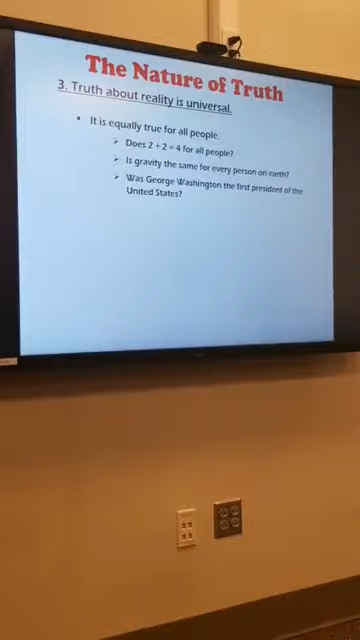 The Nature of Truth
3. Truth about reality is universal.
• It is equally true for all people.
➢ Does 2 + 2 = 4 for all people?
➢ Is gravity the same for every person on earth?
➢ Was George Washington the first president of the
United States?